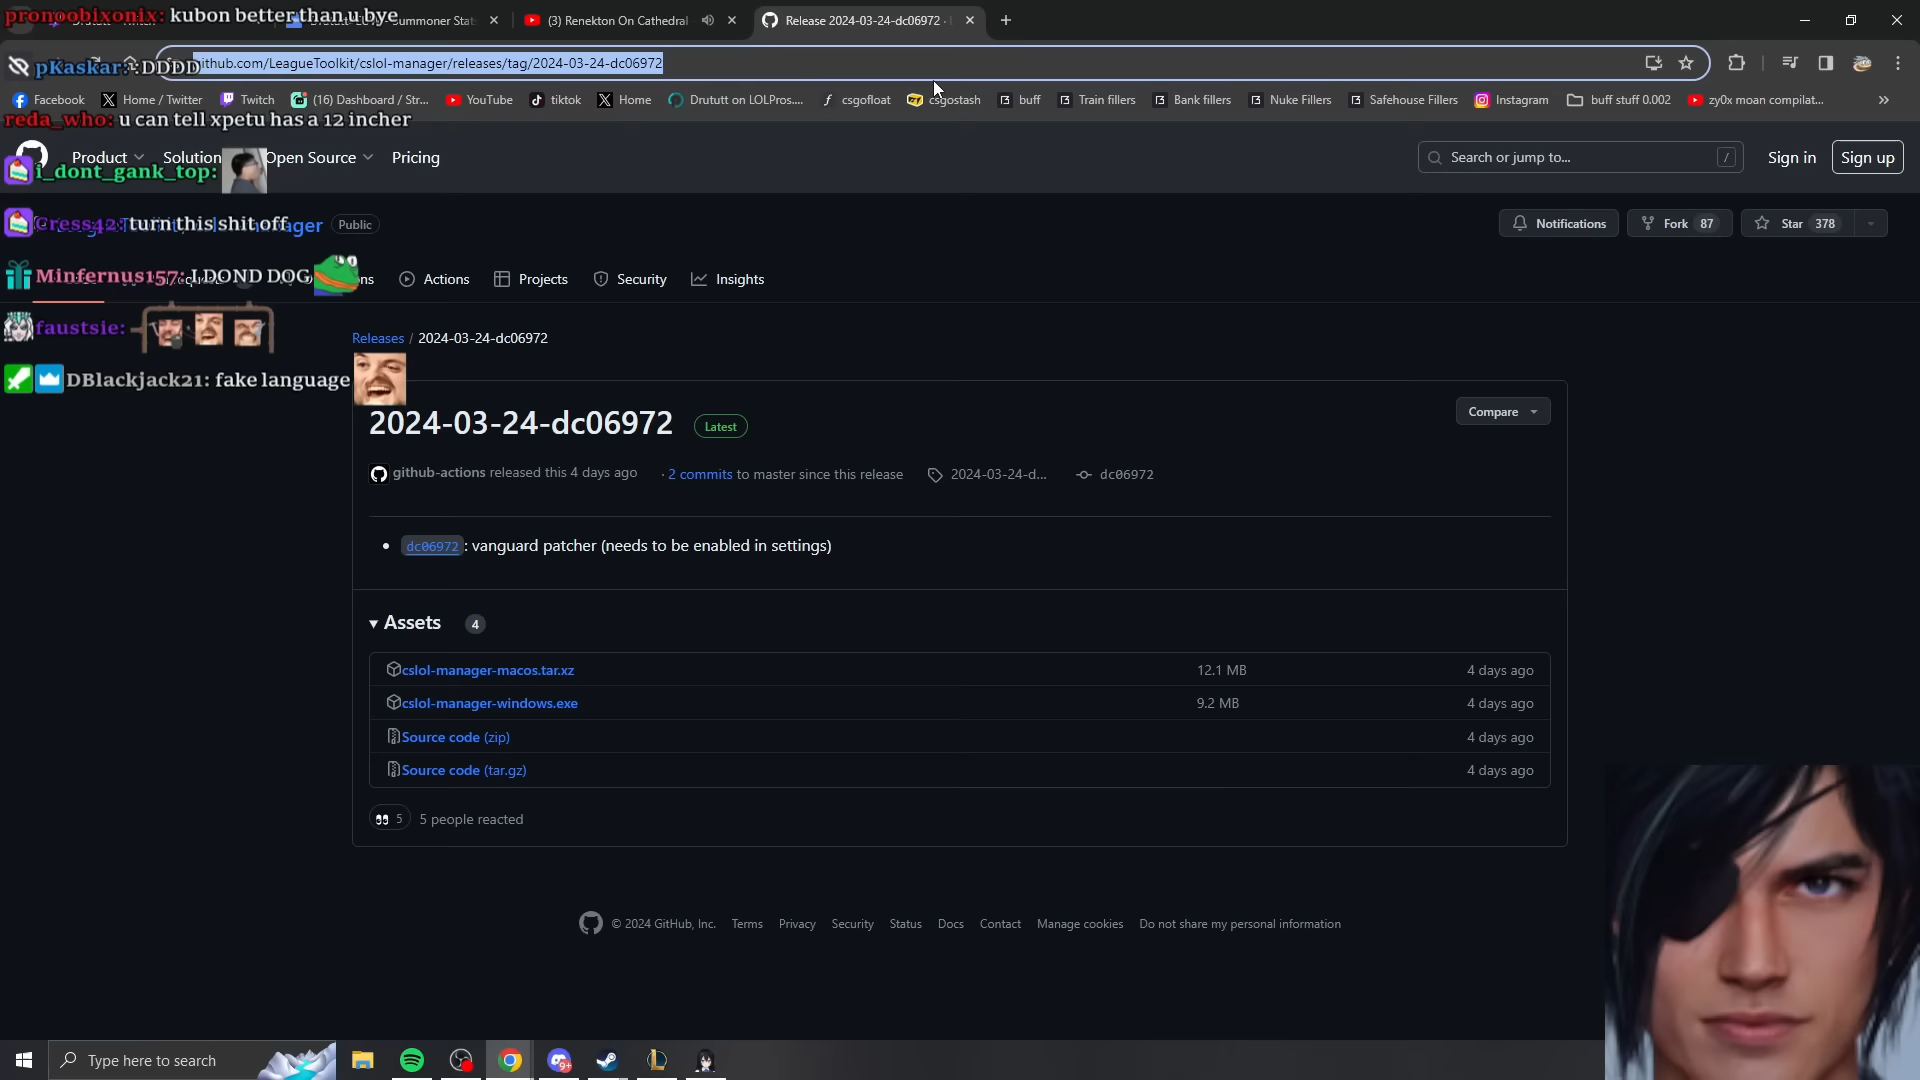 pronoobixonix: kubon better than u bye
Summoner Stat
(3) Renekton On Cathedral
Release 2024-03-24-dc06972 ·
pKaskar: :DDDD
github.com/LeagueToolkit/cslol-manager/releases/tag/2024-03-24-dc06972
Facebook
Home / Twitter
Twitch
(16) Dashboard / Str...
YouTube
tiktok
Home
Drututt on LOLPros....
csgofloat
csgostash
buff
Train fillers
Bank fillers
Nuke Fillers
Safehouse Fillers
Instagram
buff stuff 0.002
zy0x moan compilat...
»
reda_who: u can tell xpetu has a 12 incher
Product
Solution
Open Source
Pricing
Search or jump to...
/
Sign in
Sign up
i_dont_gank_top:
Cress42: turn this shit off
Public
Notifications
Fork 87
Star 378
Minfernus157: I DOND DOG
Actions
Projects
Security
Insights
faustsie:
Releases / 2024-03-24-dc06972
DBlackjack21: fake language
2024-03-24-dc06972
Latest
Compare
github-actions released this 4 days ago
· 2 commits to master since this release
2024-03-24-d...
dc06972
• dc06972: vanguard patcher (needs to be enabled in settings)
Assets 4
cslol-manager-macos.tar.xz 12.1 MB 4 days ago
cslol-manager-windows.exe 9.2 MB 4 days ago
Source code (zip) 4 days ago
Source code (tar.gz) 4 days ago
5
5 people reacted
© 2024 GitHub, Inc.
Terms
Privacy
Security
Status
Docs
Contact
Manage cookies
Do not share my personal information
Type here to search
9+